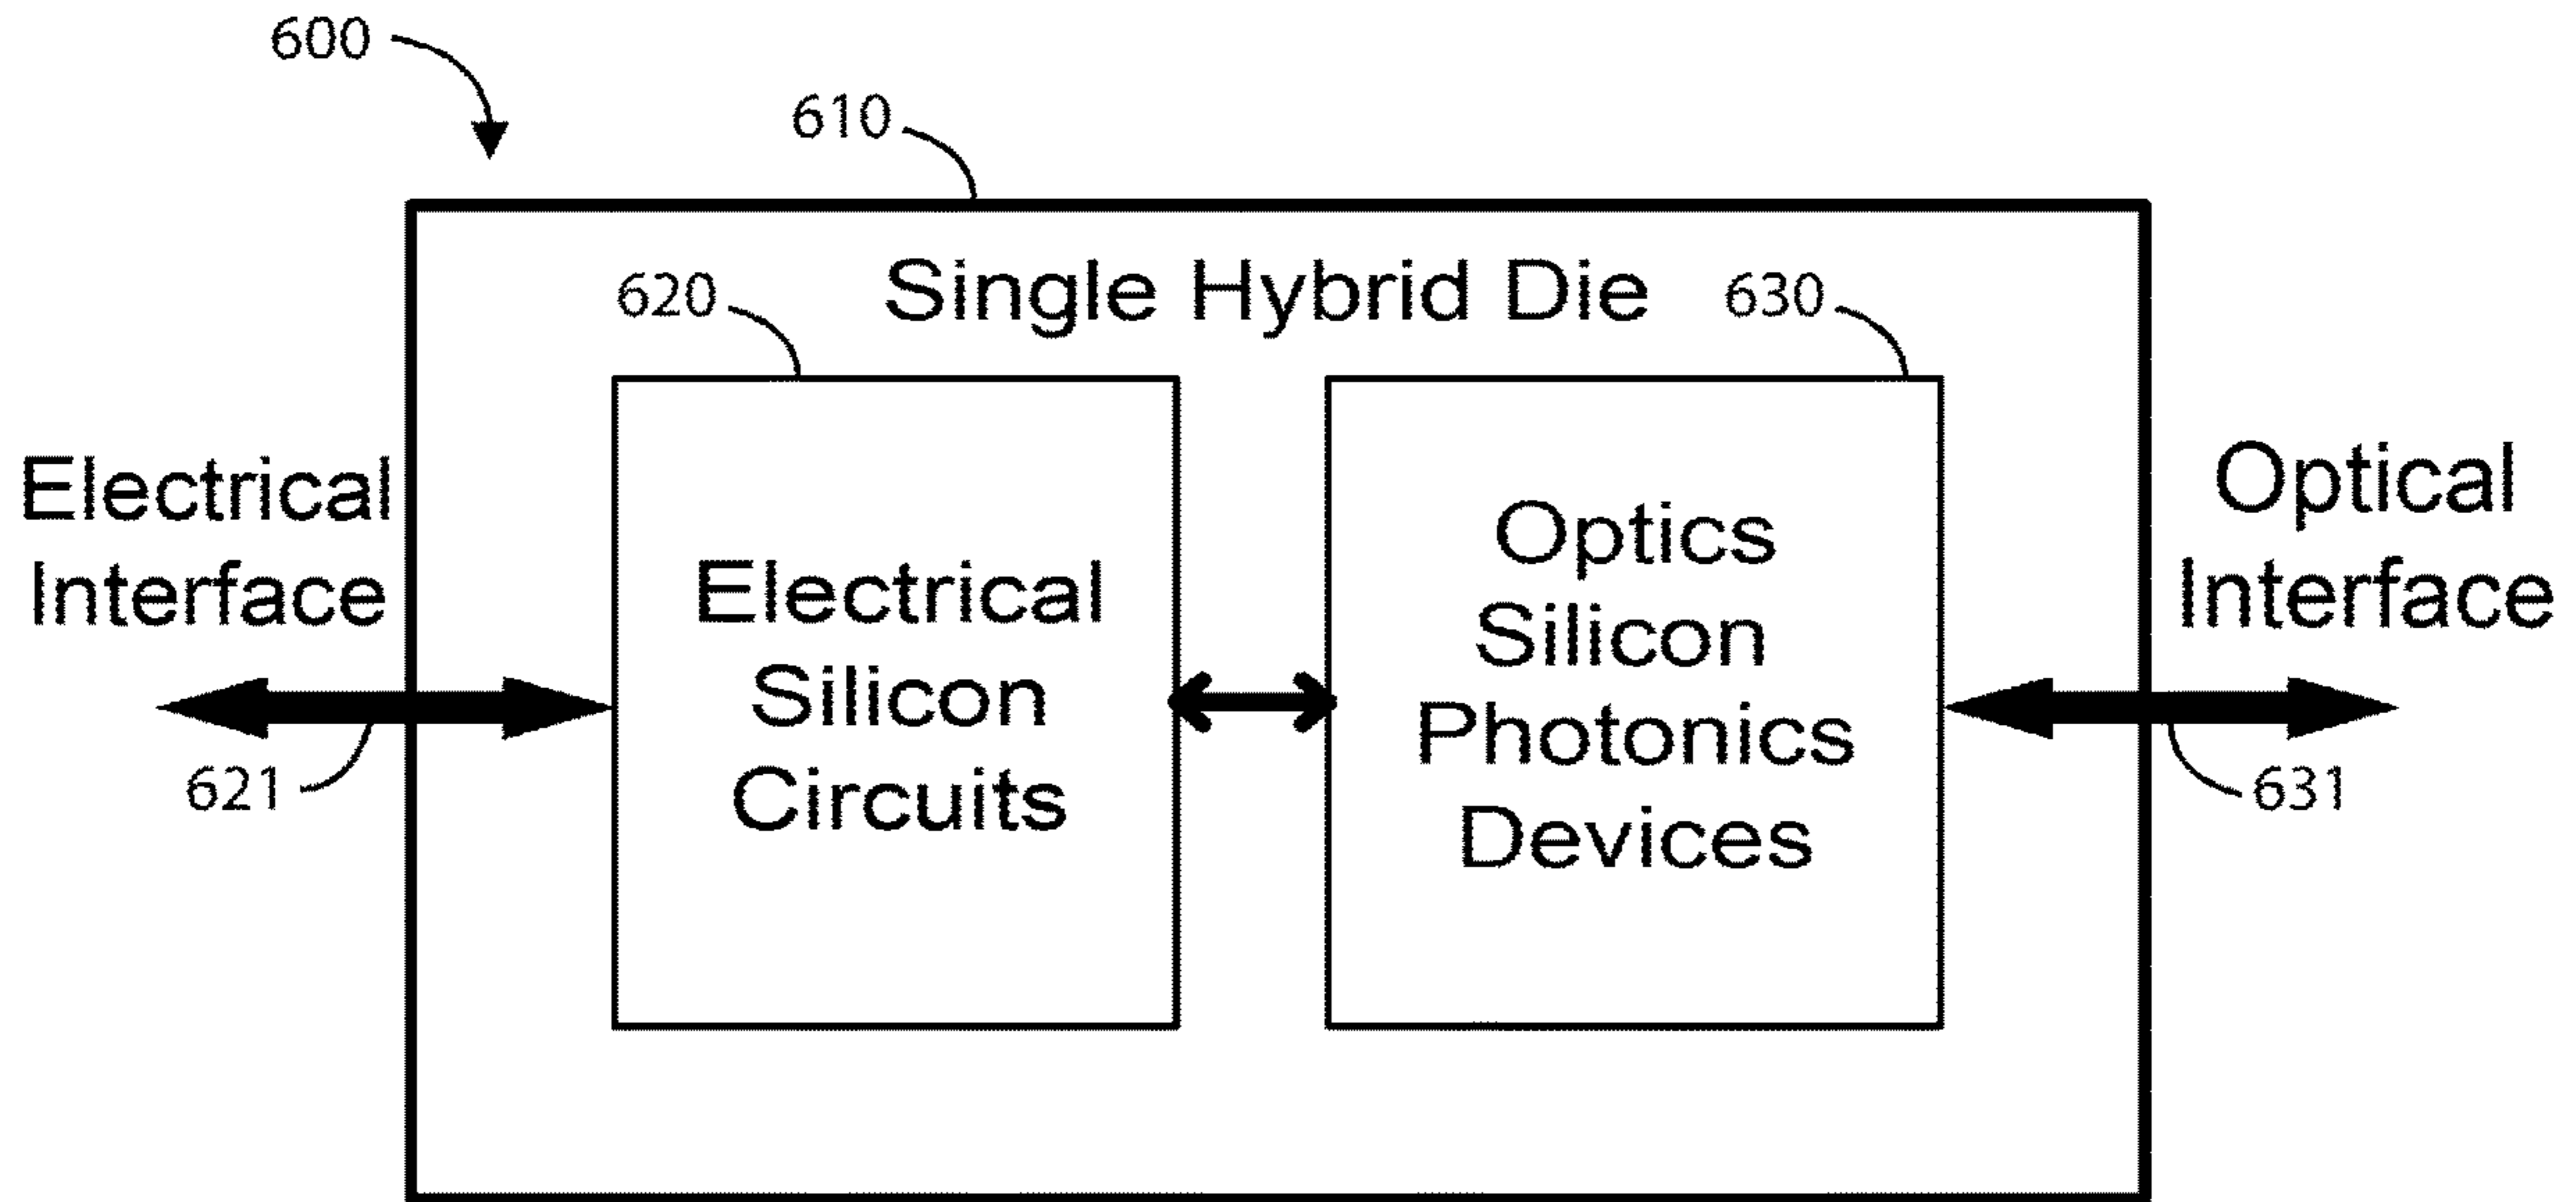 600
610
Single Hybrid Die
620
630
Electrical
Interface
Electrical
Silicon
Circuits
Optics
Silicon
Photonics
Devices
Optical
Interface
621
631